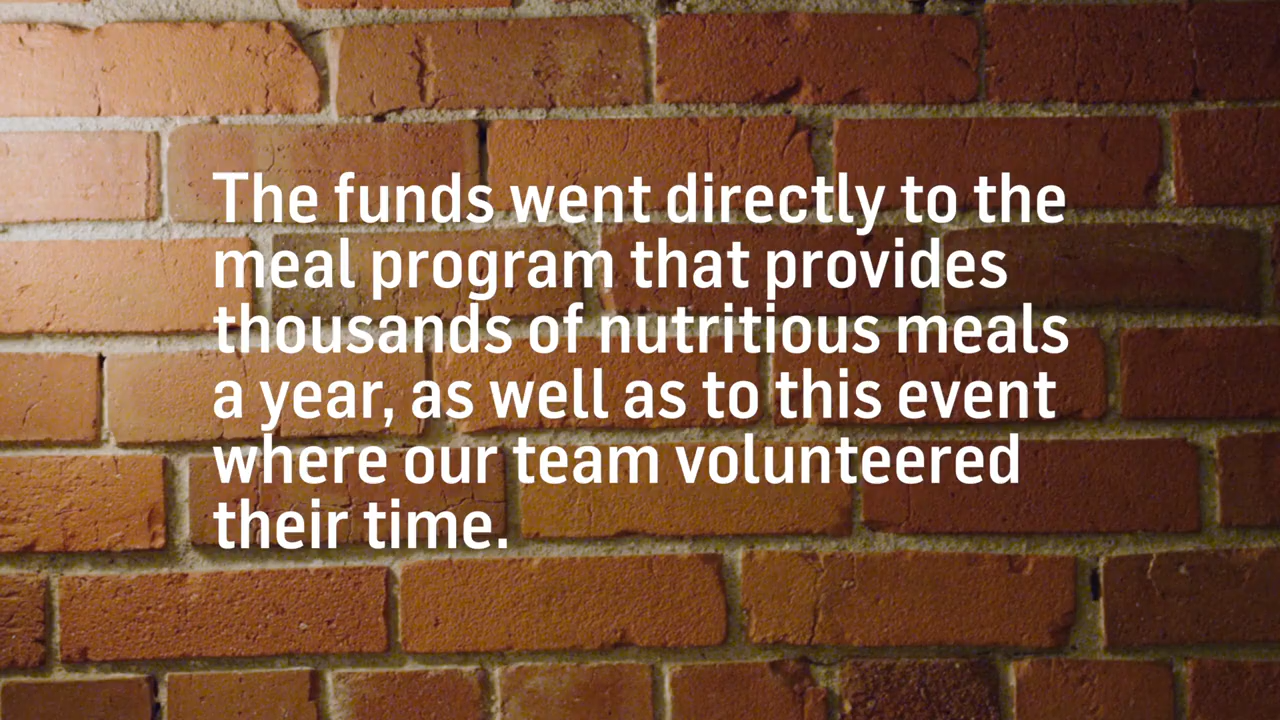 The funds went directly to the
meal program that provides
thousands of nutritious meals
a year, as well as to this event
where our team volunteered
their time.